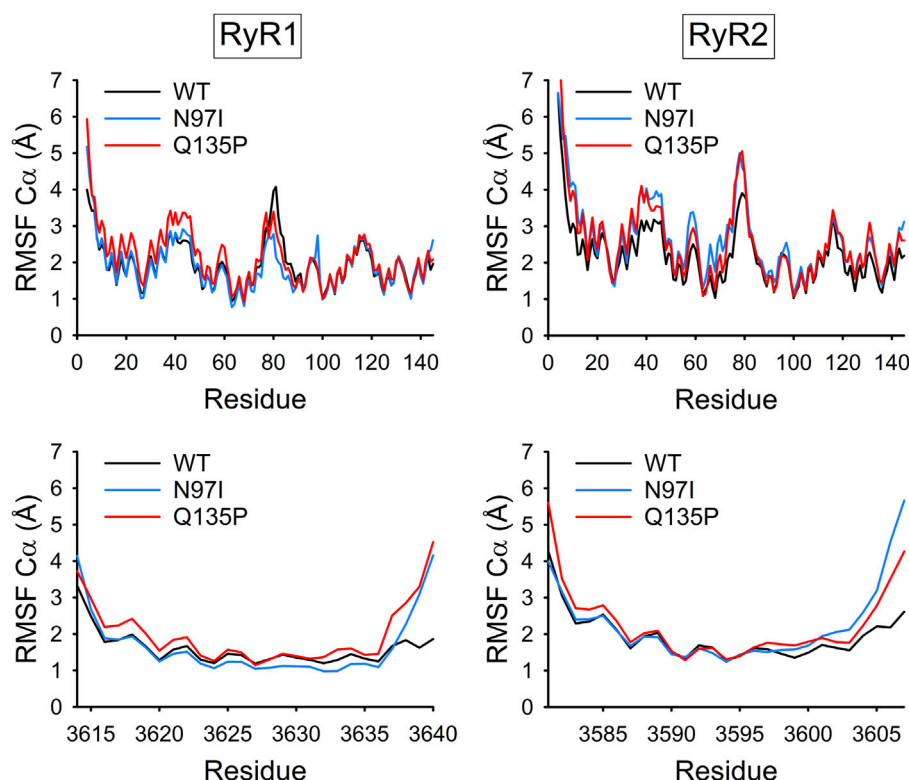 RyR1
RyR2
7
6
5
4
3
2
1
0
RMSF Cα (Å)
WT
N97I
Q135P
0 20 40 60 80 100 120 140
Residue
7
6
5
4
3
2
1
0
RMSF Cα (Å)
WT
N97I
Q135P
0 20 40 60 80 100 120 140
Residue
7
6
5
4
3
2
1
0
RMSF Cα (Å)
WT
N97I
Q135P
3615 3620 3625 3630 3635 3640
Residue
7
6
5
4
3
2
1
0
RMSF Cα (Å)
WT
N97I
Q135P
3585 3590 3595 3600 3605
Residue